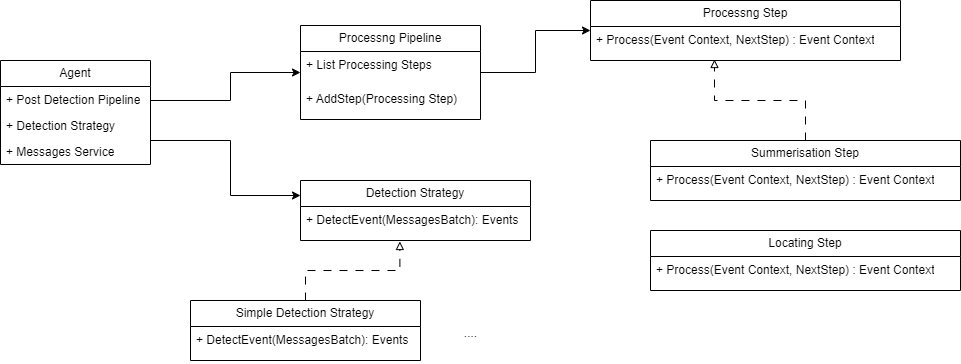 Agent
+ Post Detection Pipeline
+ Detection Strategy
+ Messages Service
Processng Pipeline
+ List Processing Steps
+ AddStep(Processing Step)
Processng Step
+ Process(Event Context, NextStep) : Event Context
Detection Strategy
+ DetectEvent(MessagesBatch): Events
Summerisation Step
+ Process(Event Context, NextStep) : Event Context
Locating Step
+ Process(Event Context, NextStep) : Event Context
Simple Detection Strategy
+ DetectEvent(MessagesBatch): Events
....